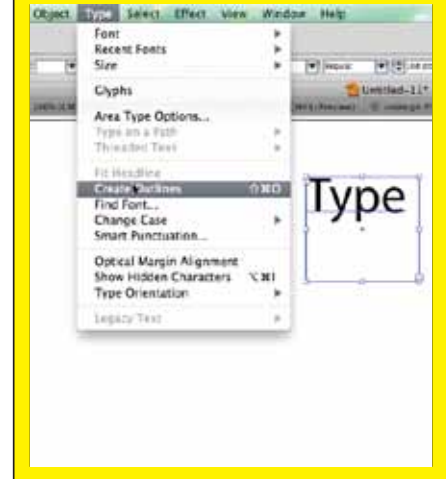 Object Type Select Effect View Window Help
Font
Recent Fonts
Size
Glyphs
Area Type Options...
Type on a Path
Threaded Text
Fit Headline
Create Outlines ⇧⌘O
Find Font...
Change Case
Smart Punctuation...
Optical Margin Alignment
Show Hidden Characters ⌥⌘I
Type Orientation
Legacy Text
Untitled-11*
Type